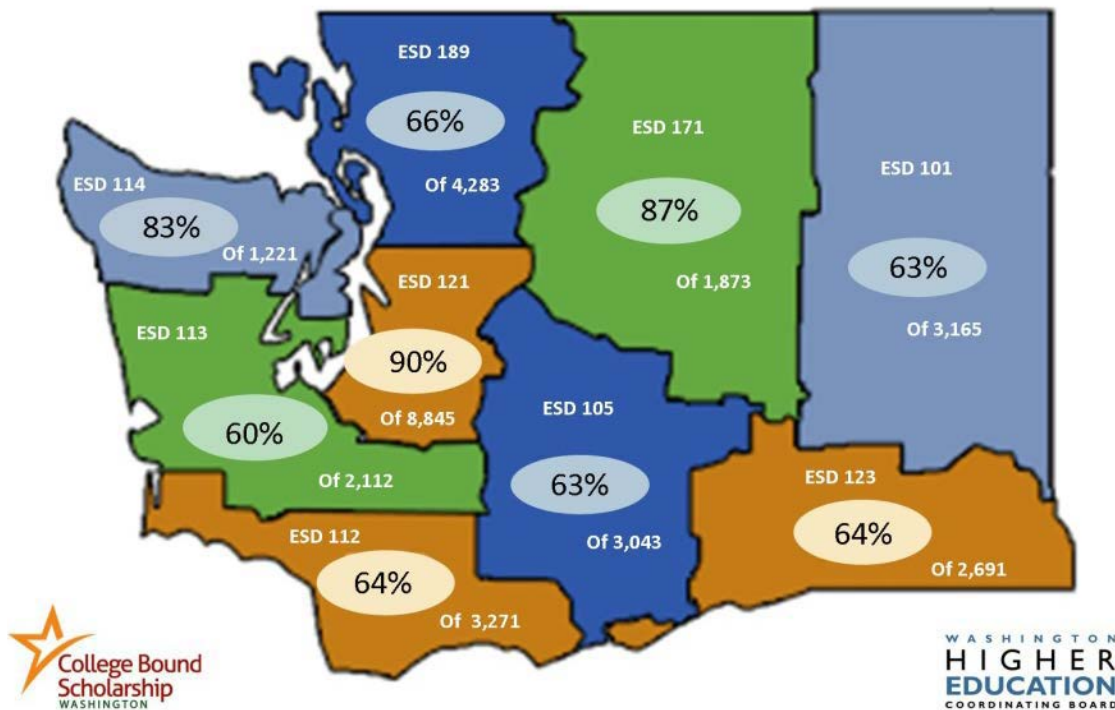 ESD 189
66%
Of 4,283
ESD 171
87%
Of 1,873
ESD 101
63%
Of 3,165
ESD 114
83%
Of 1,221
ESD 121
90%
Of 8,845
ESD 113
60%
Of 2,112
ESD 105
63%
Of 3,043
ESD 123
64%
Of 2,691
ESD 112
64%
Of 3,271
College Bound
Scholarship
WASHINGTON
WASHINGTON
HIGHER
EDUCATION
COORDINATING BOARD